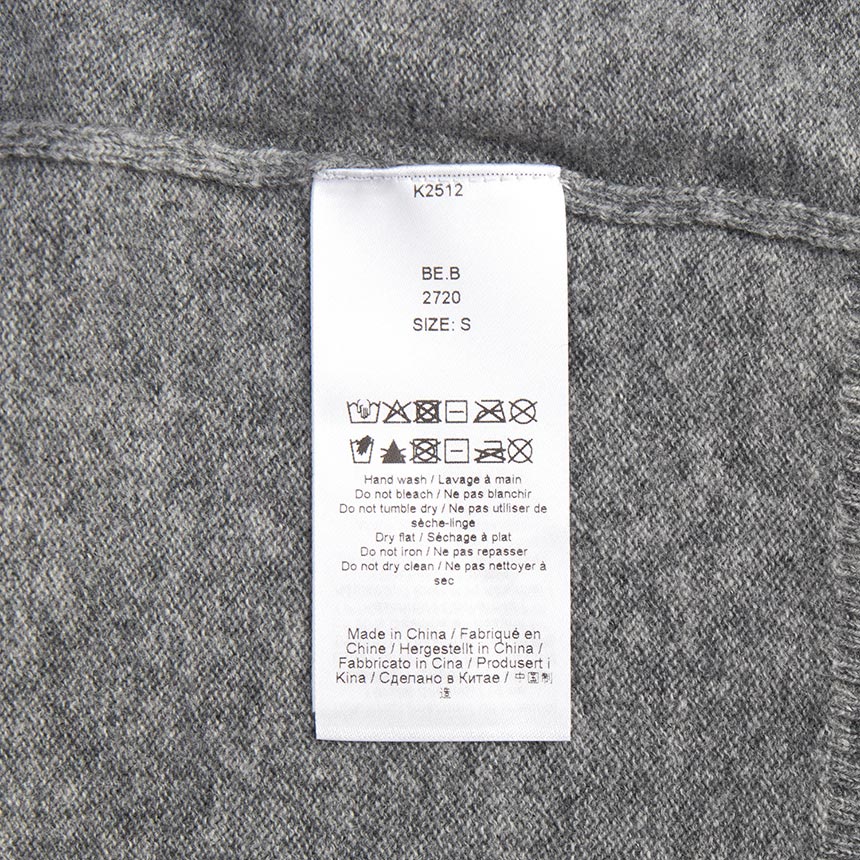 K2512
BE.B
2720
SIZE: S
Hand wash / Lavage à main
Do not bleach / Ne pas blanchir
Do not tumble dry / Ne pas utiliser de
sèche-linge
Dry flat / Séchage à plat
Do not iron / Ne pas repasser
Do not dry clean / Ne pas nettoyer à
sec
Made in China / Fabriqué en
Chine / Hergestellt in China /
Fabbricato in Cina / Produsert i
Kina / Сделано в Китае / 中国制
造